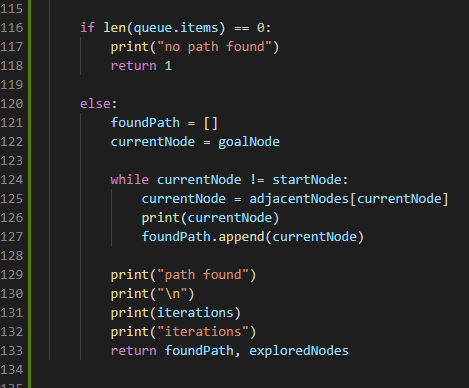 115
116 if len(queue.items) == 0:
117 print("no path found")
118 return 1
119
120 else:
121 foundPath = []
122 currentNode = goalNode
123
124 while currentNode != startNode:
125 currentNode = adjacentNodes[currentNode]
126 print(currentNode)
127 foundPath.append(currentNode)
128
129 print("path found")
130 print("\n")
131 print(iterations)
132 print("iterations")
133 return foundPath, exploredNodes
134